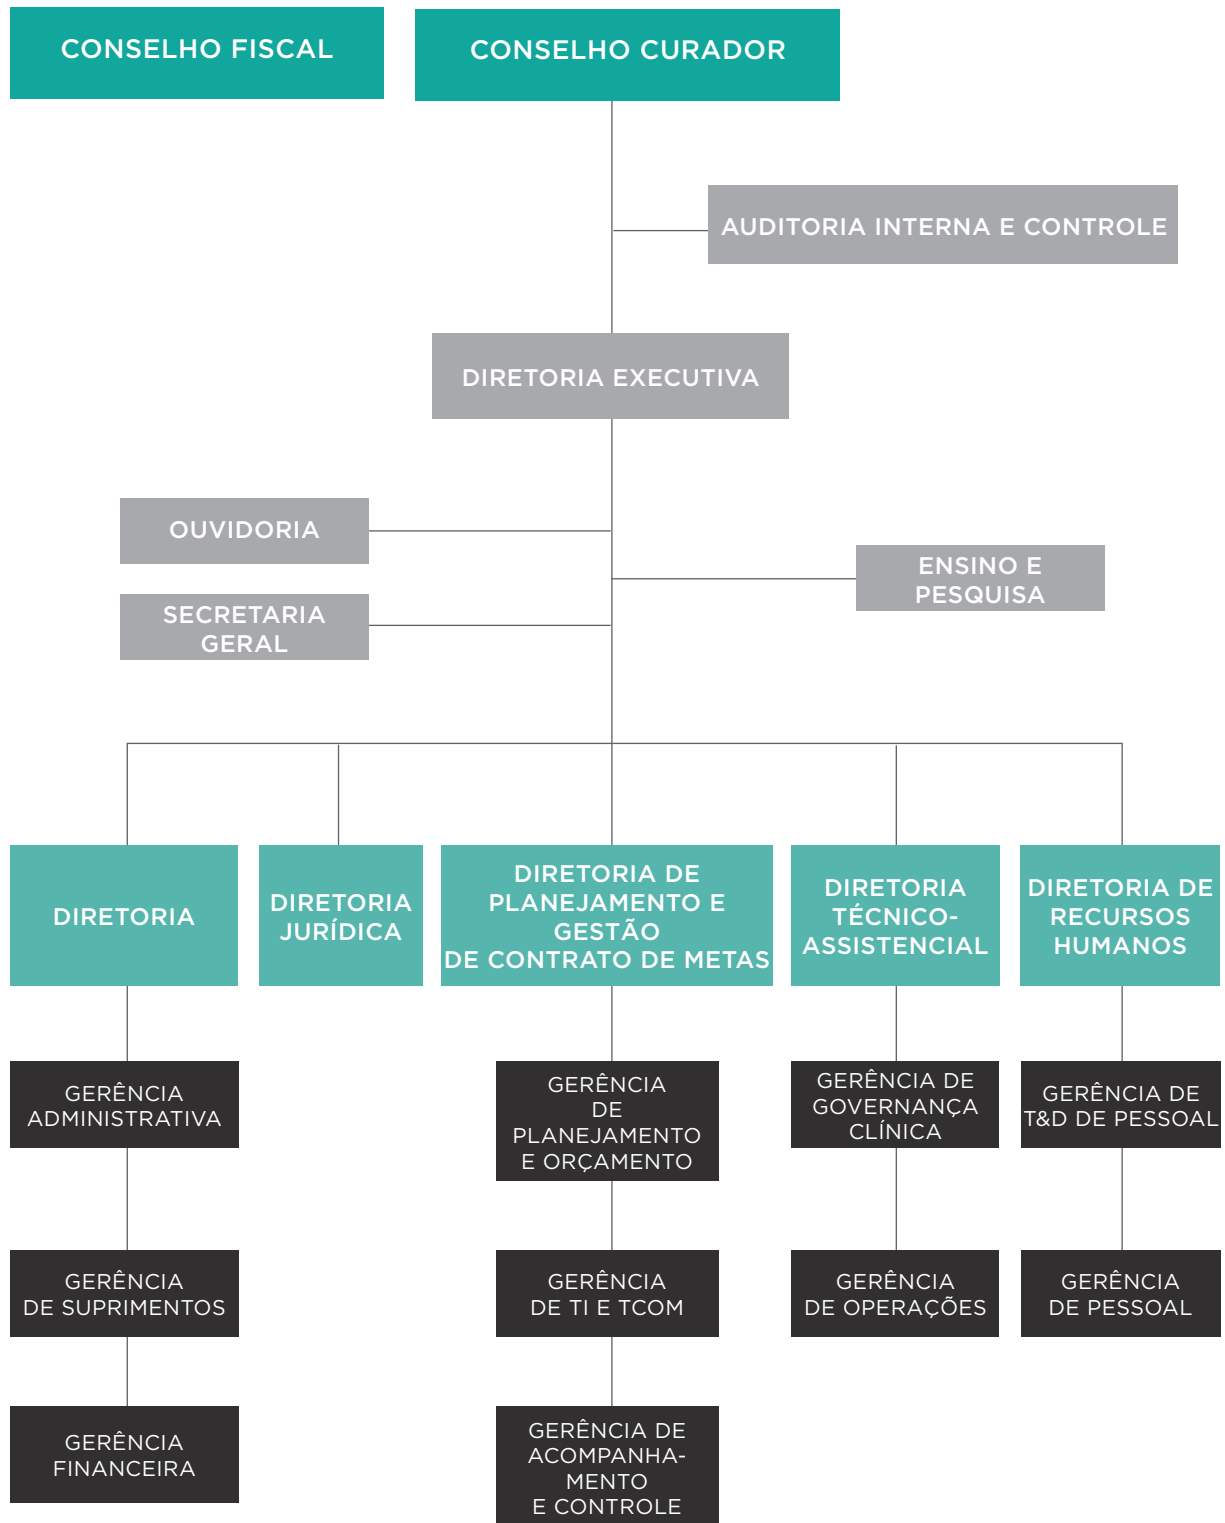 CONSELHO FISCAL
CONSELHO CURADOR
AUDITORIA INTERNA E CONTROLE
DIRETORIA EXECUTIVA
OUVIDORIA
ENSINO E
PESQUISA
SECRETARIA
GERAL
DIRETORIA
DIRETORIA
JURÍDICA
DIRETORIA DE
PLANEJAMENTO E
GESTÃO
DE CONTRATO DE METAS
DIRETORIA
TÉCNICO-
ASSISTENCIAL
DIRETORIA DE
RECURSOS
HUMANOS
GERÊNCIA
ADMINISTRATIVA
GERÊNCIA
DE
PLANEJAMENTO
E ORÇAMENTO
GERÊNCIA DE
GOVERNANÇA
CLÍNICA
GERÊNCIA DE
T&D DE PESSOAL
GERÊNCIA
DE SUPRIMENTOS
GERÊNCIA
DE TI E TCOM
GERÊNCIA
DE OPERAÇÕES
GERÊNCIA
DE PESSOAL
GERÊNCIA
FINANCEIRA
GERÊNCIA DE
ACOMPANHA-
MENTO
E CONTROLE